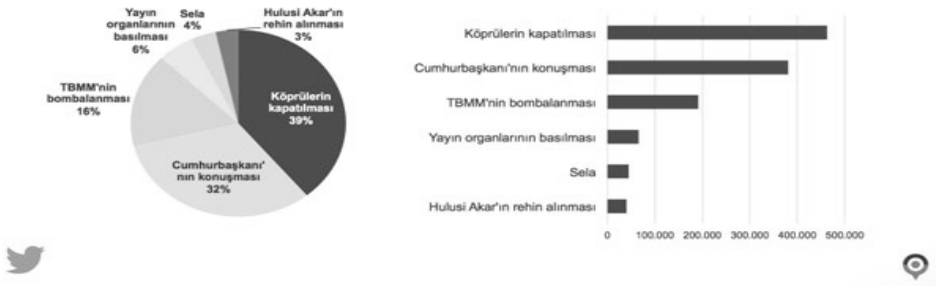 Yayın
organlarının
basılması
6%
Sela
4%
Hulusi Akar'ın
rehin alınması
3%
TBMM'nin
bombalanması
16%
Köprülerin
kapatılması
39%
Cumhurbaşkanı'
nın konuşması
32%
Köprülerin kapatılması
Cumhurbaşkanı'nın konuşması
TBMM'nin bombalanması
Yayın organlarının basılması
Sela
Hulusi Akar'ın rehin alınması
0 100.000 200.000 300.000 400.000 500.000